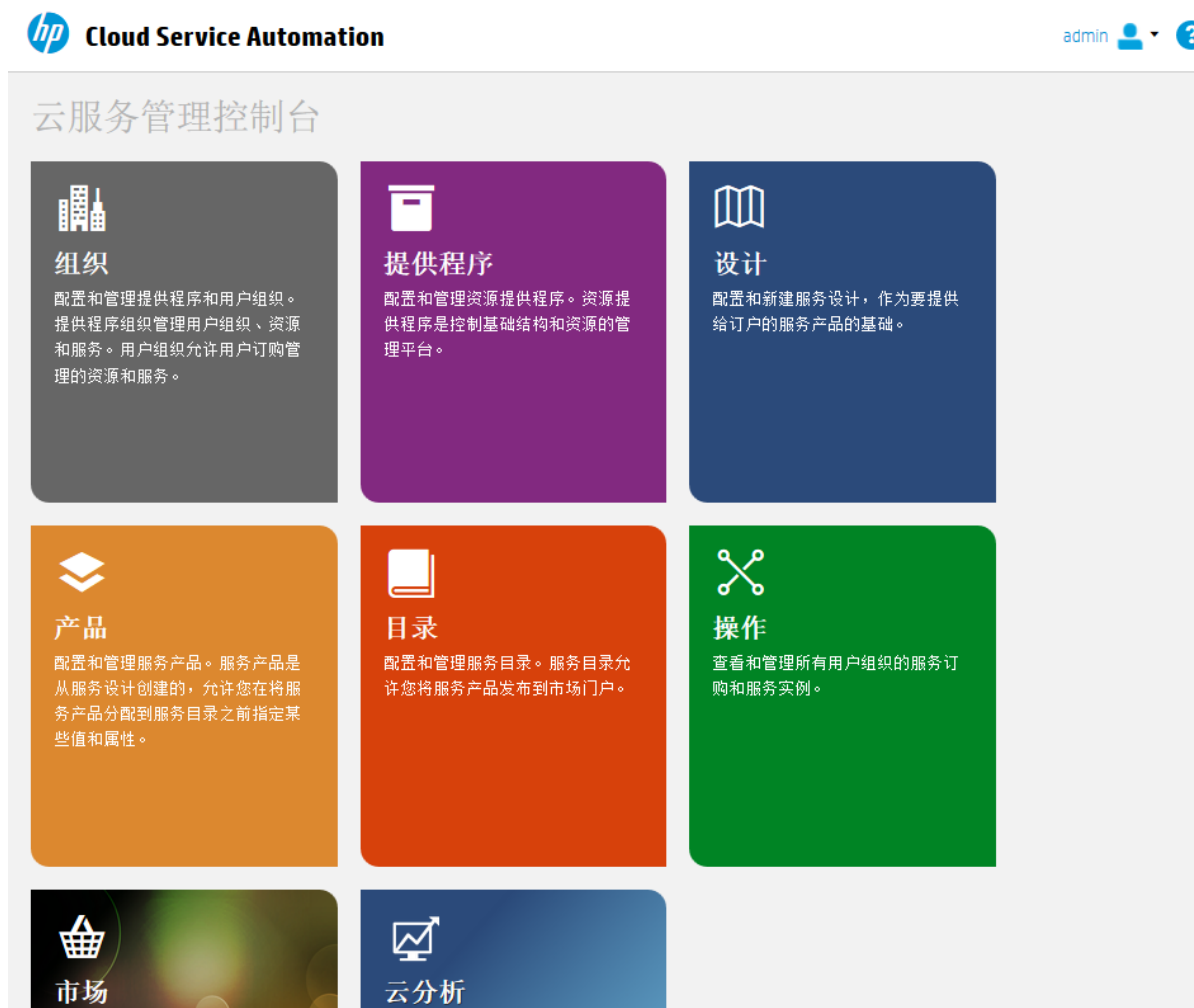 hp Cloud Service Automation
admin
?
云服务管理控制台
组织
配置和管理提供程序和用户组织。
提供程序组织管理用户组织、资源
和服务。用户组织允许用户订购管
理的资源和服务。
提供程序
配置和管理资源提供程序。资源提
供程序是控制基础结构和资源的管
理平台。
设计
配置和新建服务设计，作为要提供
给订户的服务产品的基础。
产品
配置和管理服务产品。服务产品是
从服务设计创建的，允许您在将服
务产品分配到服务目录之前指定某
些值和属性。
目录
配置和管理服务目录。服务目录允
许您将服务产品发布到市场门户。
操作
查看和管理所有用户组织的服务订
购和服务实例。
市场
云分析